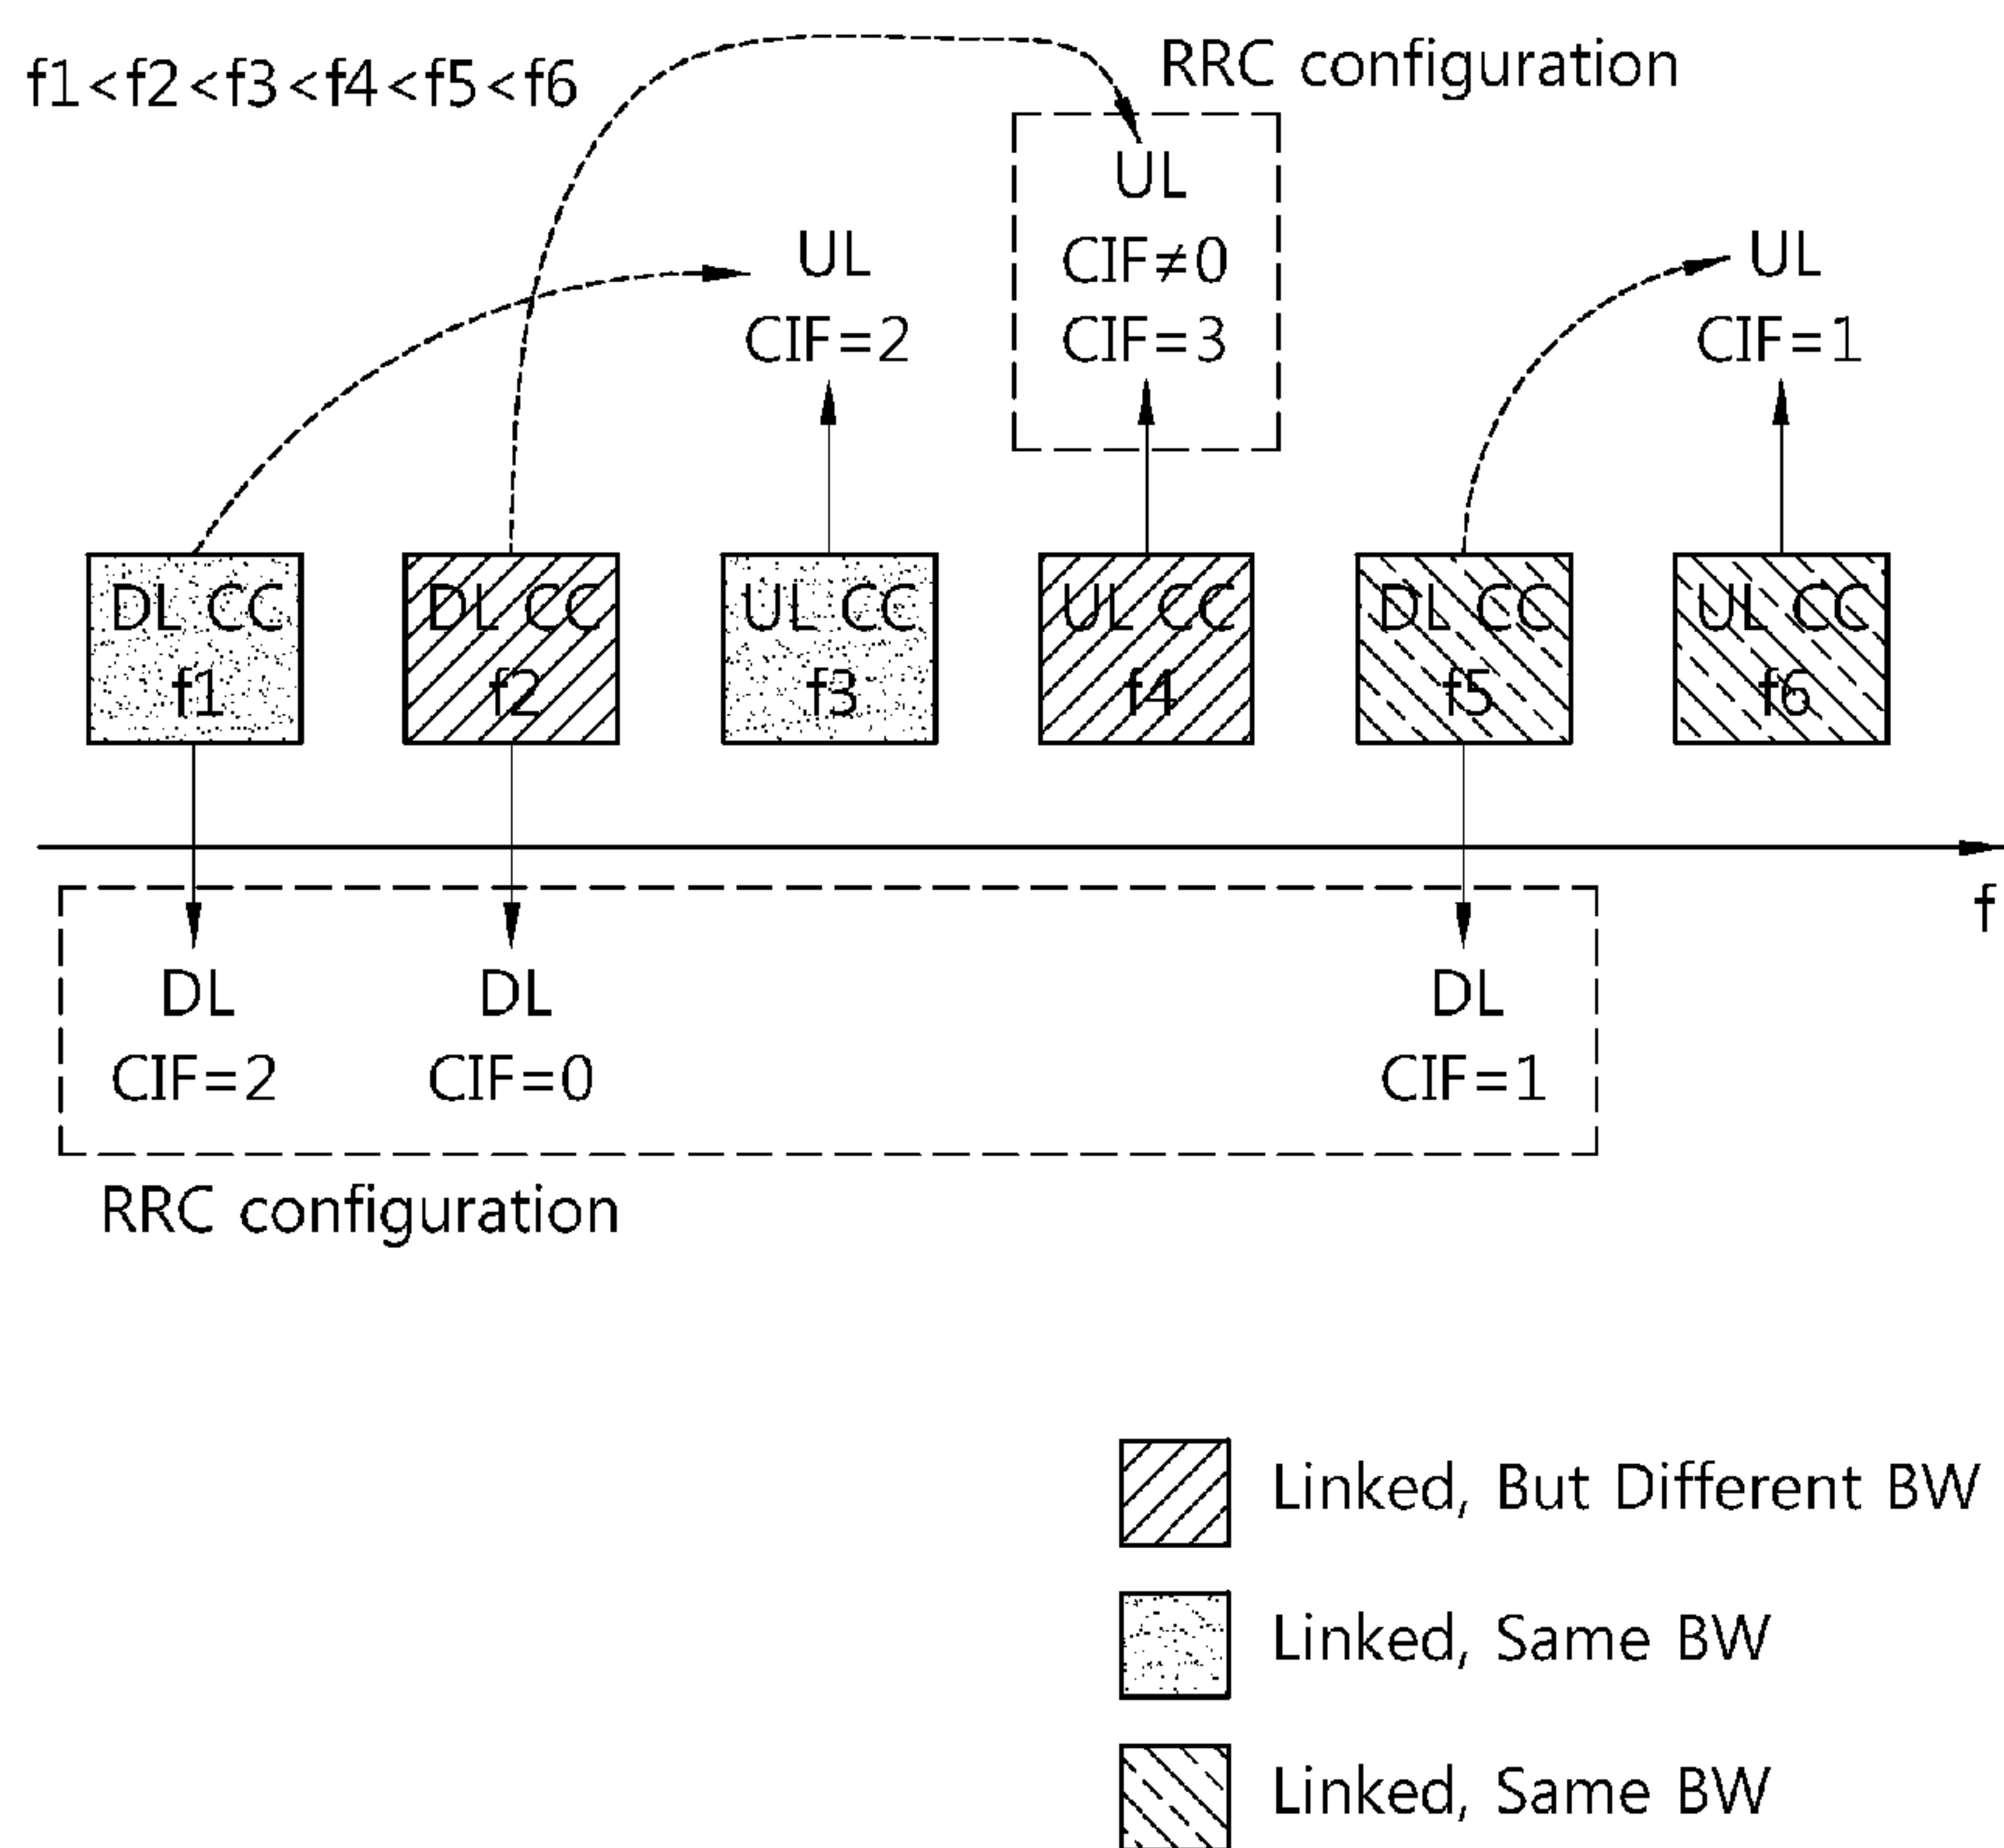 f1<f2<f3<f4<f5<f6
RRC configuration
UL
CIF≠0
CIF=3
UL
CIF=2
UL
CIF=1
DL CC
f1
DL CC
f2
UL CC
f3
UL CC
f4
DL CC
f5
UL CC
f6
f
DL
CIF=2
DL
CIF=0
DL
CIF=1
RRC configuration
Linked, But Different BW
Linked, Same BW
Linked, Same BW